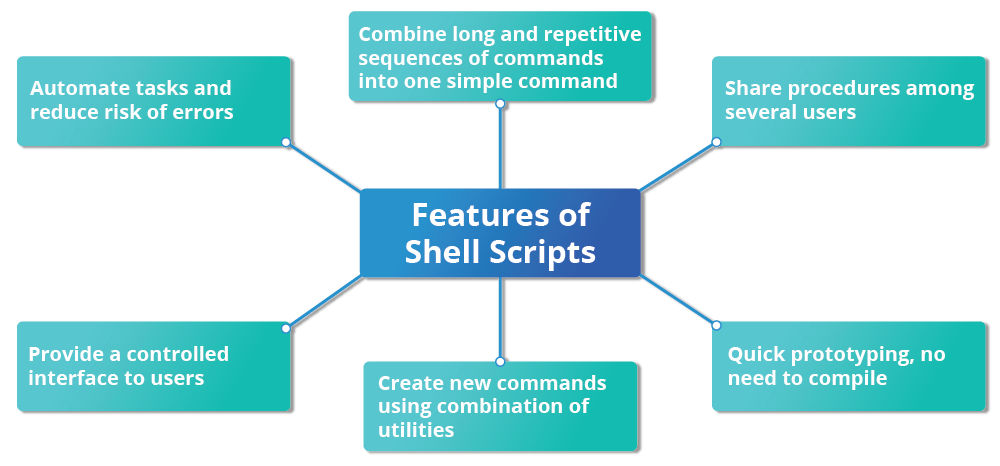 Combine long and repetitive
sequences of commands
into one simple command
Automate tasks and
reduce risk of errors
Share procedures among
several users
Features of
Shell Scripts
Provide a controlled
interface to users
Create new commands
using combination of
utilities
Quick prototyping, no
need to compile